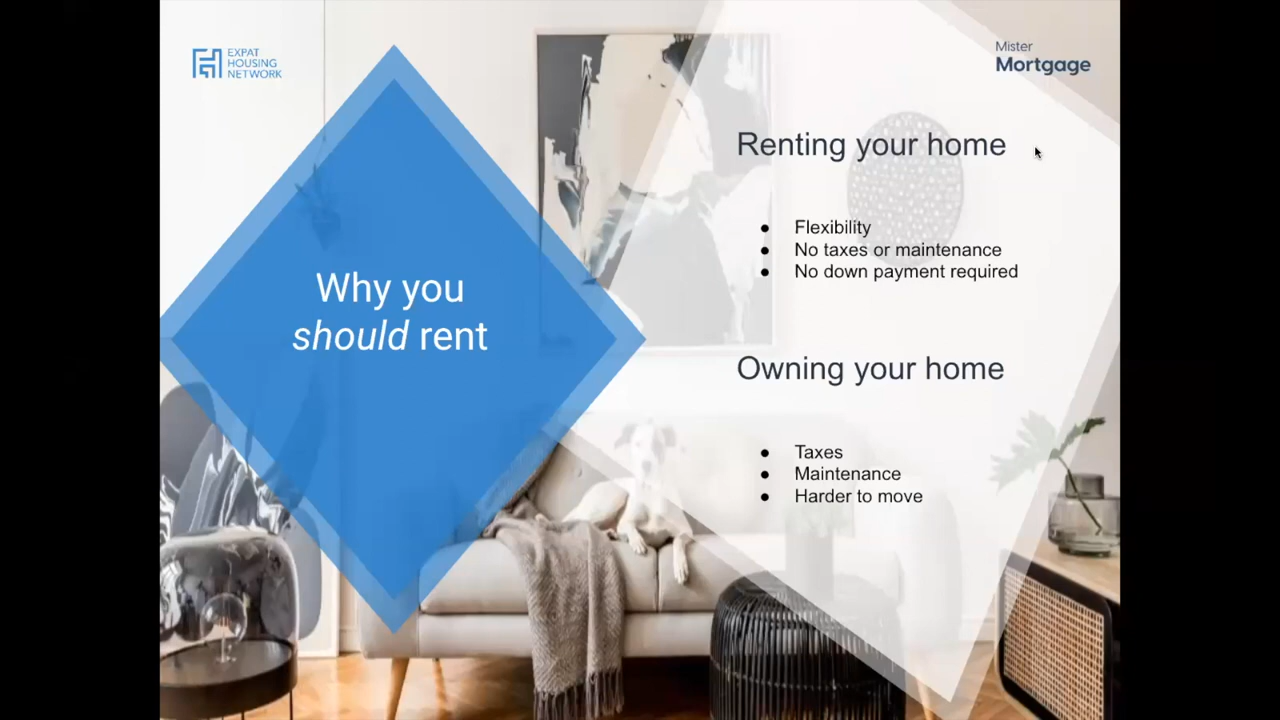 EXPAT
HOUSING
NETWORK
Mister
Mortgage
Why you
should rent
Renting your home
● Flexibility
● No taxes or maintenance
● No down payment required
Owning your home
● Taxes
● Maintenance
● Harder to move